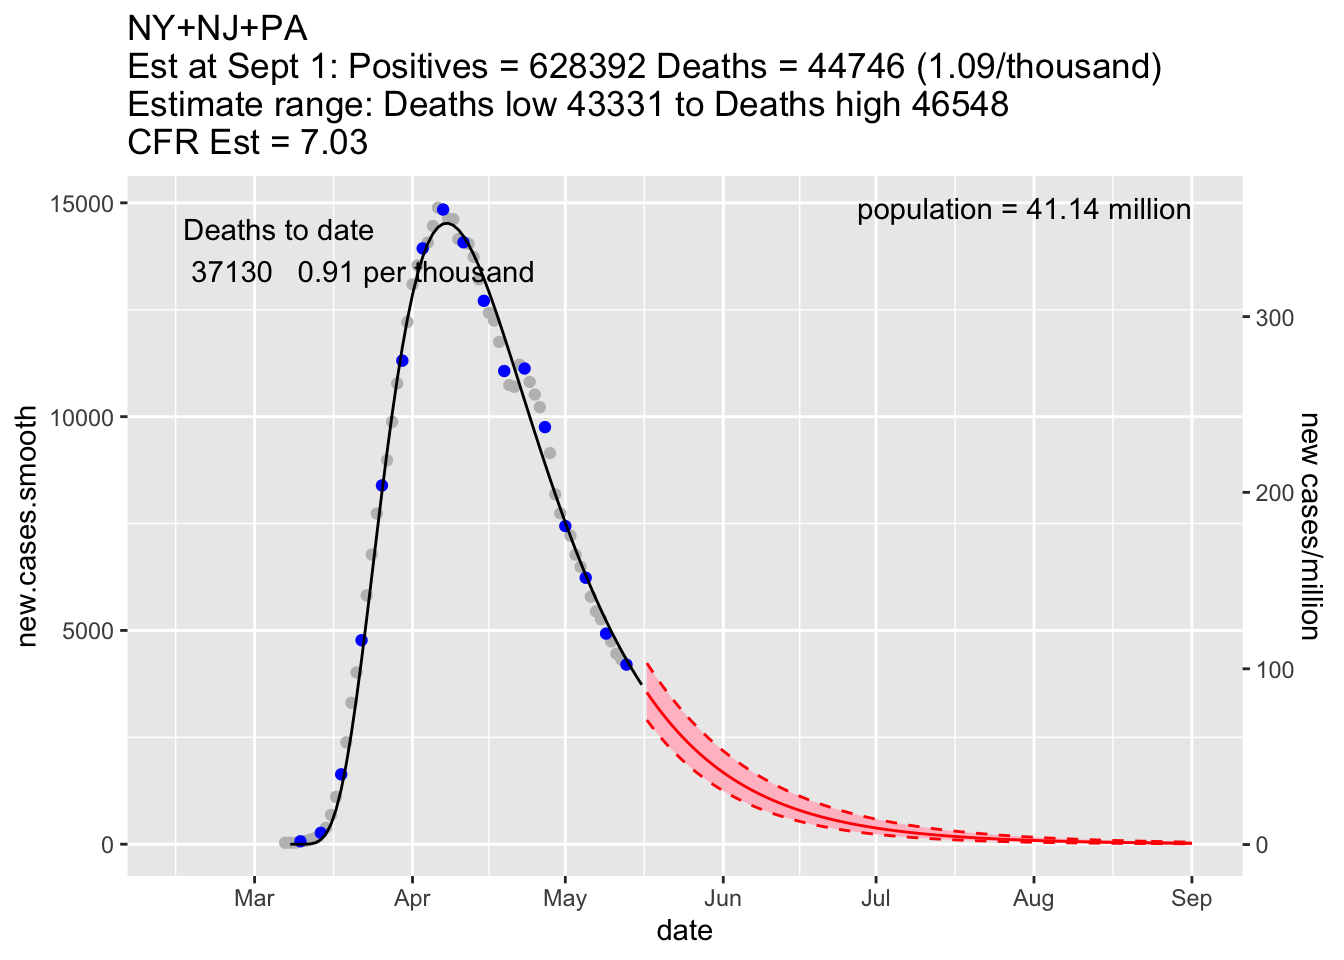 NY+NJ+PA
Est at Sept 1: Positives = 628392 Deaths = 44746 (1.09/thousand)
Estimate range: Deaths low 43331 to Deaths high 46548
CFR Est = 7.03
15000
10000
5000
0
new.cases.smooth
Deaths to date
37130 0.91 per thousand
population = 41.14 million
300
200
100
0
new cases/million
Mar Apr May Jun Jul Aug Sep
date